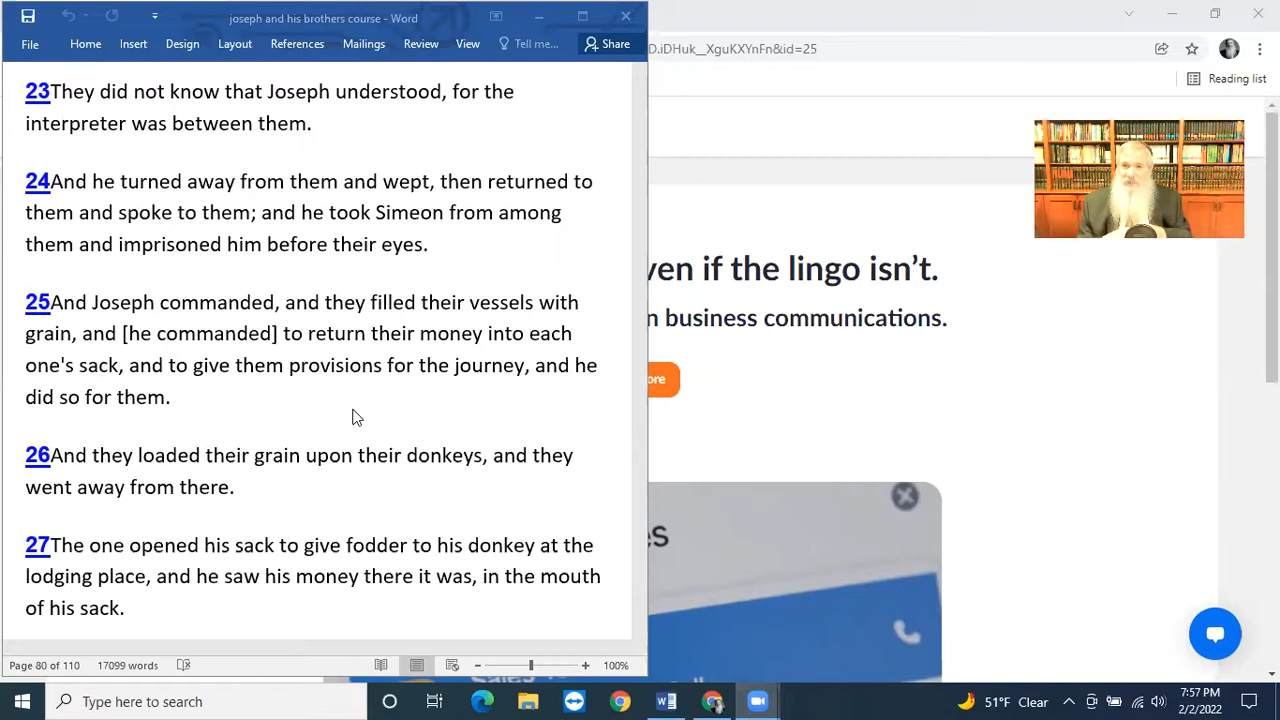 joseph and his brothers course - Word
File Home Insert Design Layout References Mailings Review View Tell me... Share
D.iDHuk__XguKXYnFn&id=25
Reading list
23They did not know that Joseph understood, for the
interpreter was between them.
24And he turned away from them and wept, then returned to
them and spoke to them; and he took Simeon from among
them and imprisoned him before their eyes.
25And Joseph commanded, and they filled their vessels with
grain, and [he commanded] to return their money into each
one's sack, and to give them provisions for the journey, and he
did so for them.
26And they loaded their grain upon their donkeys, and they
went away from there.
27The one opened his sack to give fodder to his donkey at the
lodging place, and he saw his money there it was, in the mouth
of his sack.
ven if the lingo isn't.
n business communications.
ore
es
Page 80 of 110 17099 words 100%
Type here to search
51°F Clear
7:57 PM
2/2/2022